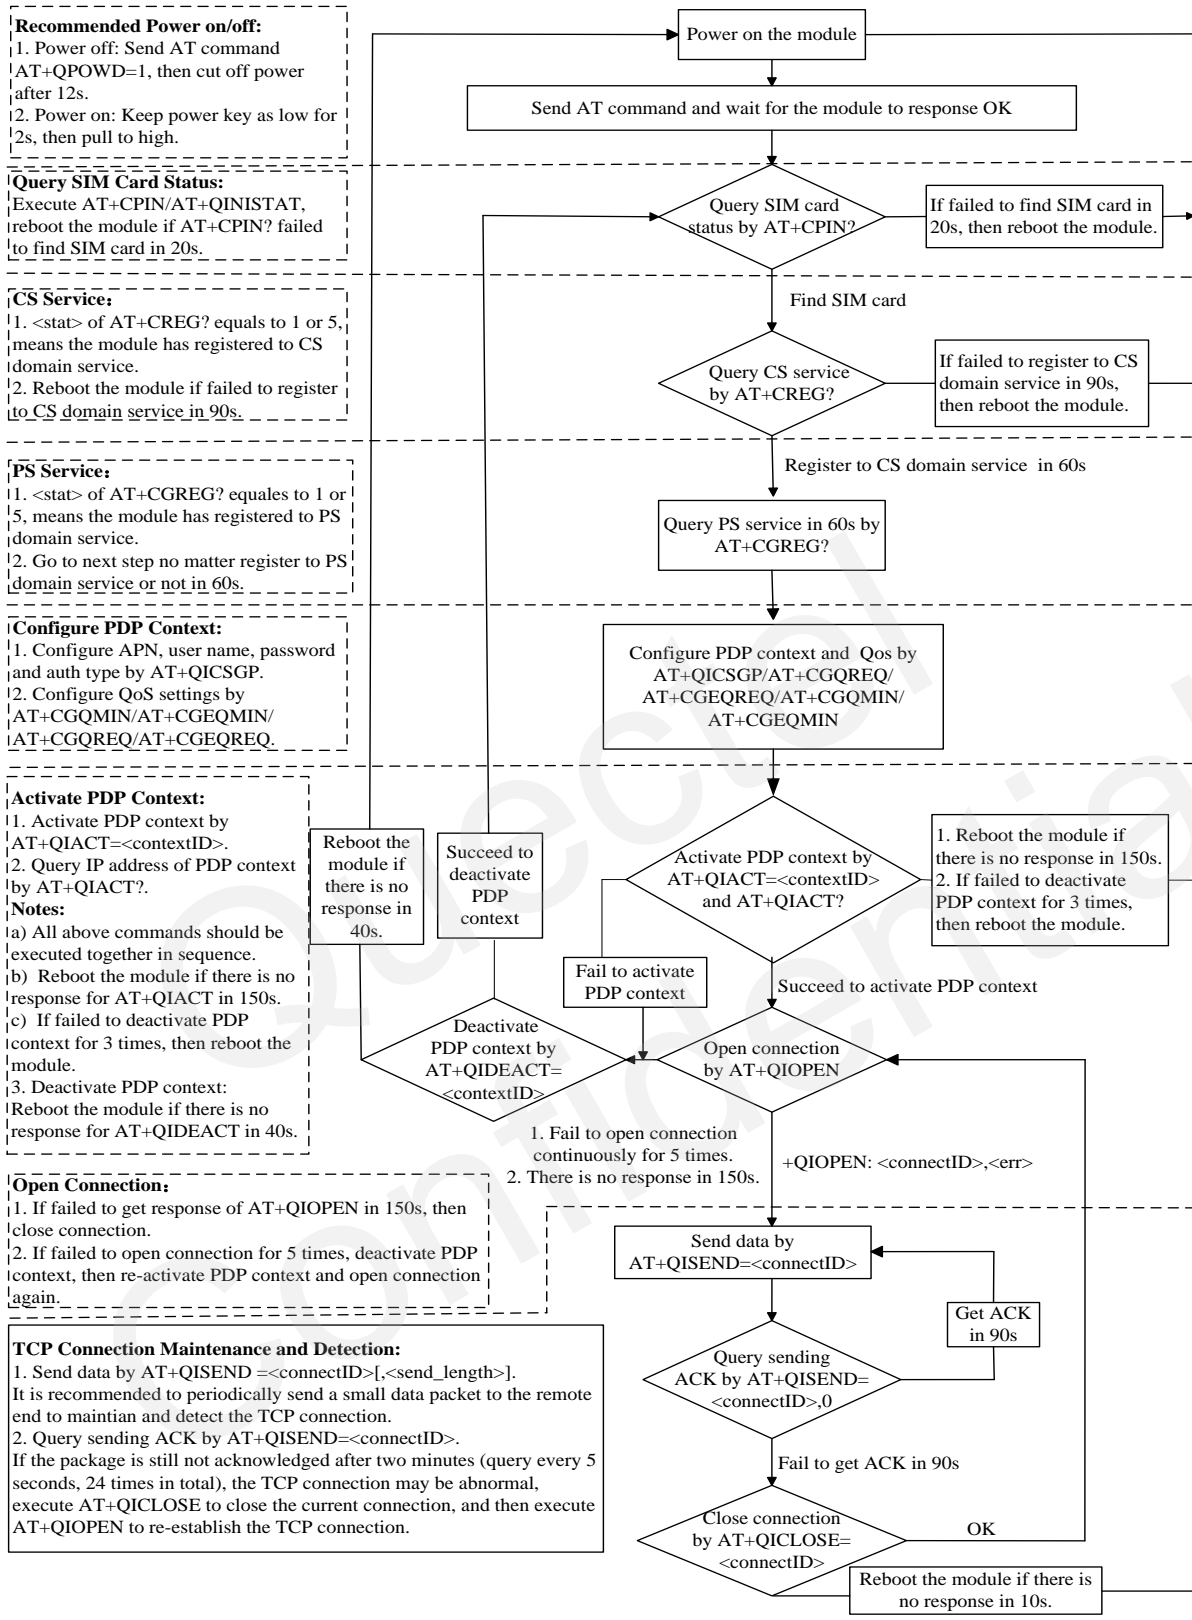 Recommended Power on/off:
1. Power off: Send AT command
AT+QPOWD=1, then cut off power
after 12s.
2. Power on: Keep power key as low for
2s, then pull to high.
Power on the module
Send AT command and wait for the module to response OK
Query SIM Card Status:
Execute AT+CPIN/AT+QINISTAT,
reboot the module if AT+CPIN? failed
to find SIM card in 20s.
Query SIM card
status by AT+CPIN?
If failed to find SIM card in
20s, then reboot the module.
Find SIM card
CS Service:
1. <stat> of AT+CREG? equals to 1 or 5,
means the module has registered to CS
domain service.
2. Reboot the module if failed to register
to CS domain service in 90s.
Query CS service
by AT+CREG?
If failed to register to CS
domain service in 90s,
then reboot the module.
Register to CS domain service in 60s
PS Service:
1. <stat> of AT+CGREG? equales to 1 or
5, means the module has registered to PS
domain service.
2. Go to next step no matter register to PS
domain service or not in 60s.
Query PS service in 60s by
AT+CGREG?
Configure PDP Context:
1. Configure APN, user name, password
and auth type by AT+QICSGP.
2. Configure QoS settings by
AT+CGQMIN/AT+CGEQMIN/
AT+CGQREQ/AT+CGEQREQ.
Configure PDP context and Qos by
AT+QICSGP/AT+CGQREQ/
AT+CGEQREQ/AT+CGQMIN/
AT+CGEQMIN
Activate PDP Context:
1. Activate PDP context by
AT+QIACT=<contextID>.
2. Query IP address of PDP context
by AT+QIACT?.
Notes:
a) All above commands should be
executed together in sequence.
b) Reboot the module if there is no
response for AT+QIACT in 150s.
c) If failed to deactivate PDP
context for 3 times, then reboot the
module.
3. Deactivate PDP context:
Reboot the module if there is no
response for AT+QIDEACT in 40s.
Reboot the
module if
there is no
response in
40s.
Succeed to
deactivate
PDP
context
Activate PDP context by
AT+QIACT=<contextID>
and AT+QIACT?
1. Reboot the module if
there is no response in 150s.
2. If failed to deactivate
PDP context for 3 times,
then reboot the module.
Fail to activate
PDP context
Succeed to activate PDP context
Deactivate
PDP context by
AT+QIDEACT=
<contextID>
Open connection
by AT+QIOPEN
1. Fail to open connection
continuously for 5 times.
2. There is no response in 150s.
+QIOPEN: <connectID>,<err>
Open Connection:
1. If failed to get response of AT+QIOPEN in 150s, then
close connection.
2. If failed to open connection for 5 times, deactivate PDP
context, then re-activate PDP context and open connection
again.
Send data by
AT+QISEND=<connectID>
Get ACK
in 90s
TCP Connection Maintenance and Detection:
1. Send data by AT+QISEND =<connectID>[,<send_length>].
It is recommended to periodically send a small data packet to the remote
end to maintian and detect the TCP connection.
2. Query sending ACK by AT+QISEND=<connectID>.
If the package is still not acknowledged after two minutes (query every 5
seconds, 24 times in total), the TCP connection may be abnormal,
execute AT+QICLOSE to close the current connection, and then execute
AT+QIOPEN to re-establish the TCP connection.
Query sending
ACK by AT+QISEND=
<connectID>,0
Fail to get ACK in 90s
Close connection
by AT+QICLOSE=
<connectID>
OK
Reboot the module if there is
no response in 10s.
Quectel
Confidential